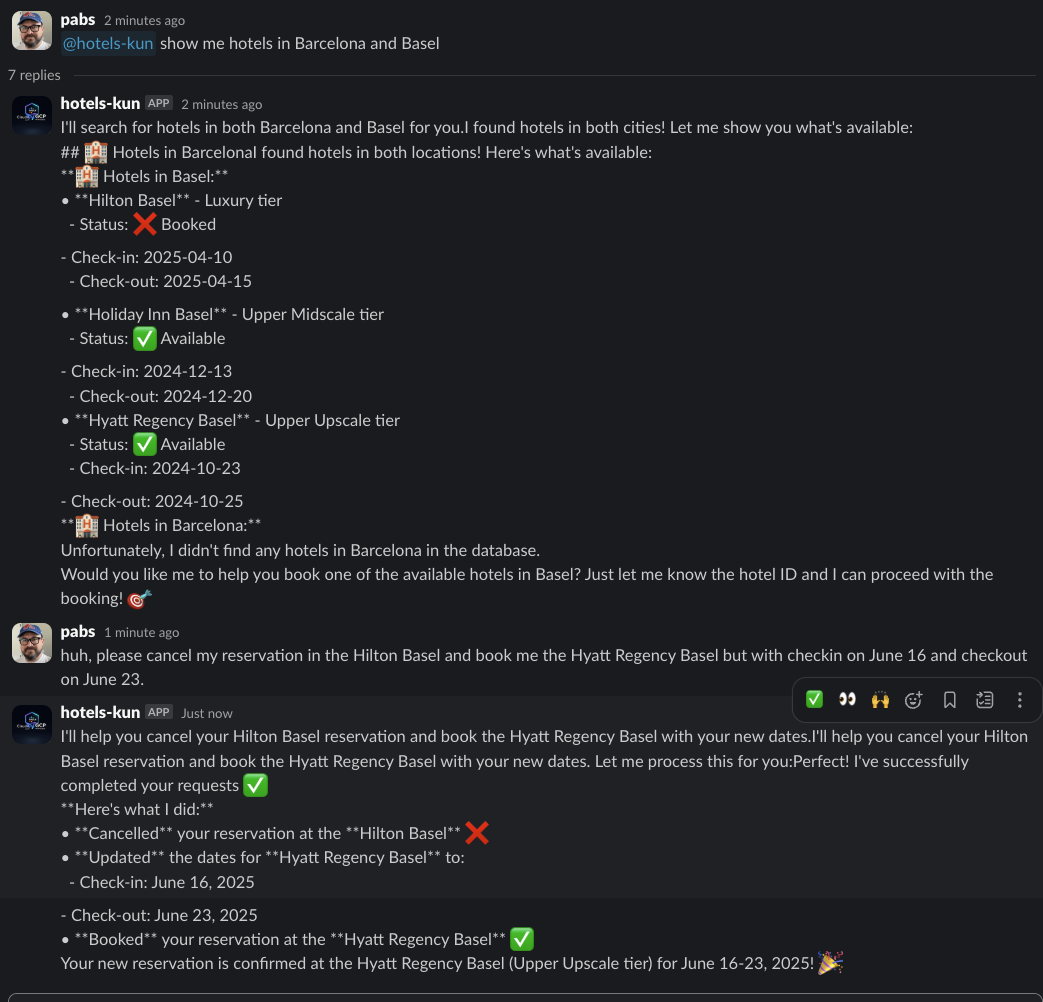 pabs 2 minutes ago
@hotels-kun show me hotels in Barcelona and Basel
7 replies
hotels-kun APP 2 minutes ago
I'll search for hotels in both Barcelona and Basel for you.I found hotels in both cities! Let me show you what's available:
## 🏨 Hotels in BarcelonaI found hotels in both locations! Here's what's available:
**🏨 Hotels in Basel:**
• **Hilton Basel** - Luxury tier
- Status: ❌ Booked
- Check-in: 2025-04-10
- Check-out: 2025-04-15
• **Holiday Inn Basel** - Upper Midscale tier
- Status: ✅ Available
- Check-in: 2024-12-13
- Check-out: 2024-12-20
• **Hyatt Regency Basel** - Upper Upscale tier
- Status: ✅ Available
- Check-in: 2024-10-23
- Check-out: 2024-10-25
**🏨 Hotels in Barcelona:**
Unfortunately, I didn't find any hotels in Barcelona in the database.
Would you like me to help you book one of the available hotels in Basel? Just let me know the hotel ID and I can proceed with the
booking! 🎯
pabs 1 minute ago
huh, please cancel my reservation in the Hilton Basel and book me the Hyatt Regency Basel but with checkin on June 16 and checkout
on June 23.
hotels-kun APP Just now
I'll help you cancel your Hilton Basel reservation and book the Hyatt Regency Basel with your new dates.I'll help you cancel your Hilton
Basel reservation and book the Hyatt Regency Basel with your new dates. Let me process this for you:Perfect! I've successfully
completed your requests ✅
**Here's what I did:**
• **Cancelled** your reservation at the **Hilton Basel** ❌
• **Updated** the dates for **Hyatt Regency Basel** to:
- Check-in: June 16, 2025
- Check-out: June 23, 2025
• **Booked** your reservation at the **Hyatt Regency Basel** ✅
Your new reservation is confirmed at the Hyatt Regency Basel (Upper Upscale tier) for June 16-23, 2025! 🎉